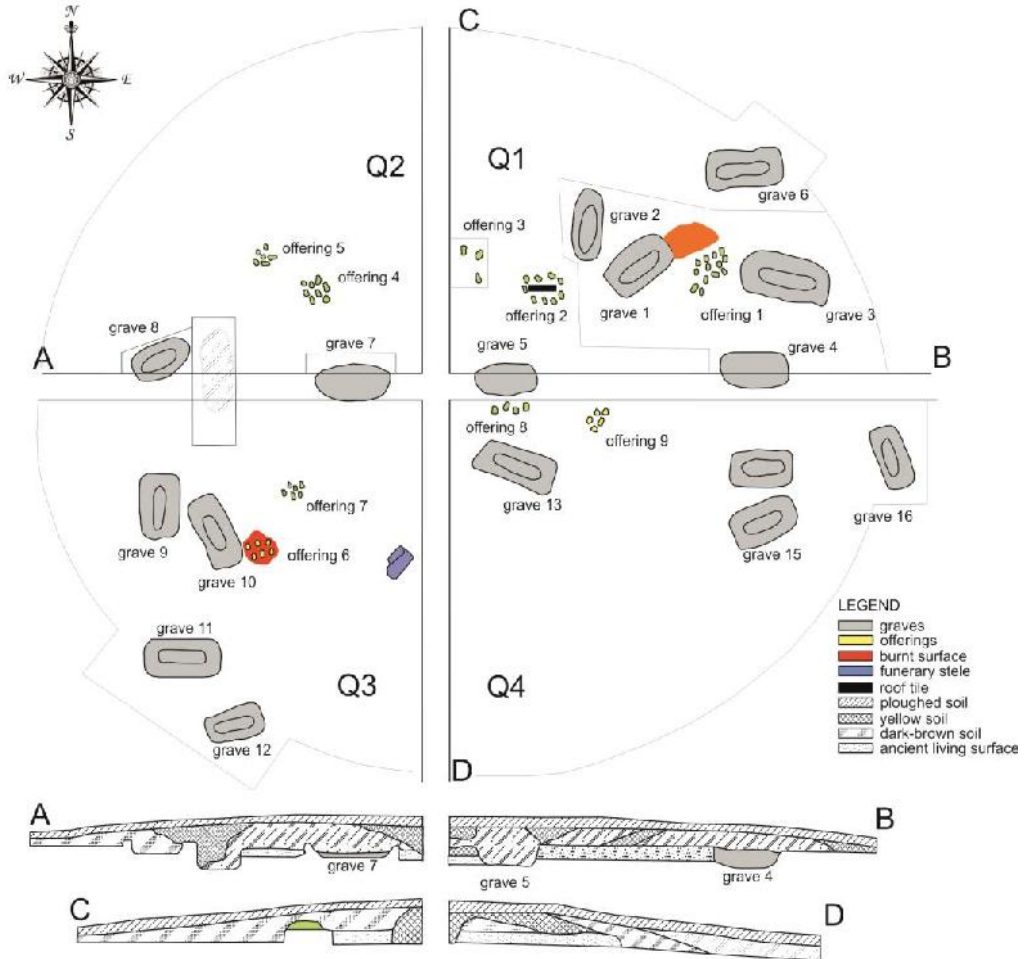 N
W E
S
C
Q2
Q1
grave 6
grave 2
offering 3
offering 5
offering 4
offering 2
grave 1
offering 1
grave 3
grave 8
grave 7
grave 5
grave 4
A
B
offering 8
offering 9
grave 13
grave 16
offering 7
grave 9
offering 6
grave 10
grave 15
grave 11
Q3
Q4
grave 12
D
LEGEND
graves
offerings
burnt surface
funerary stele
roof tile
ploughed soil
yellow soil
dark-brown soil
ancient living surface
A
B
grave 7
grave 5
grave 4
C
D